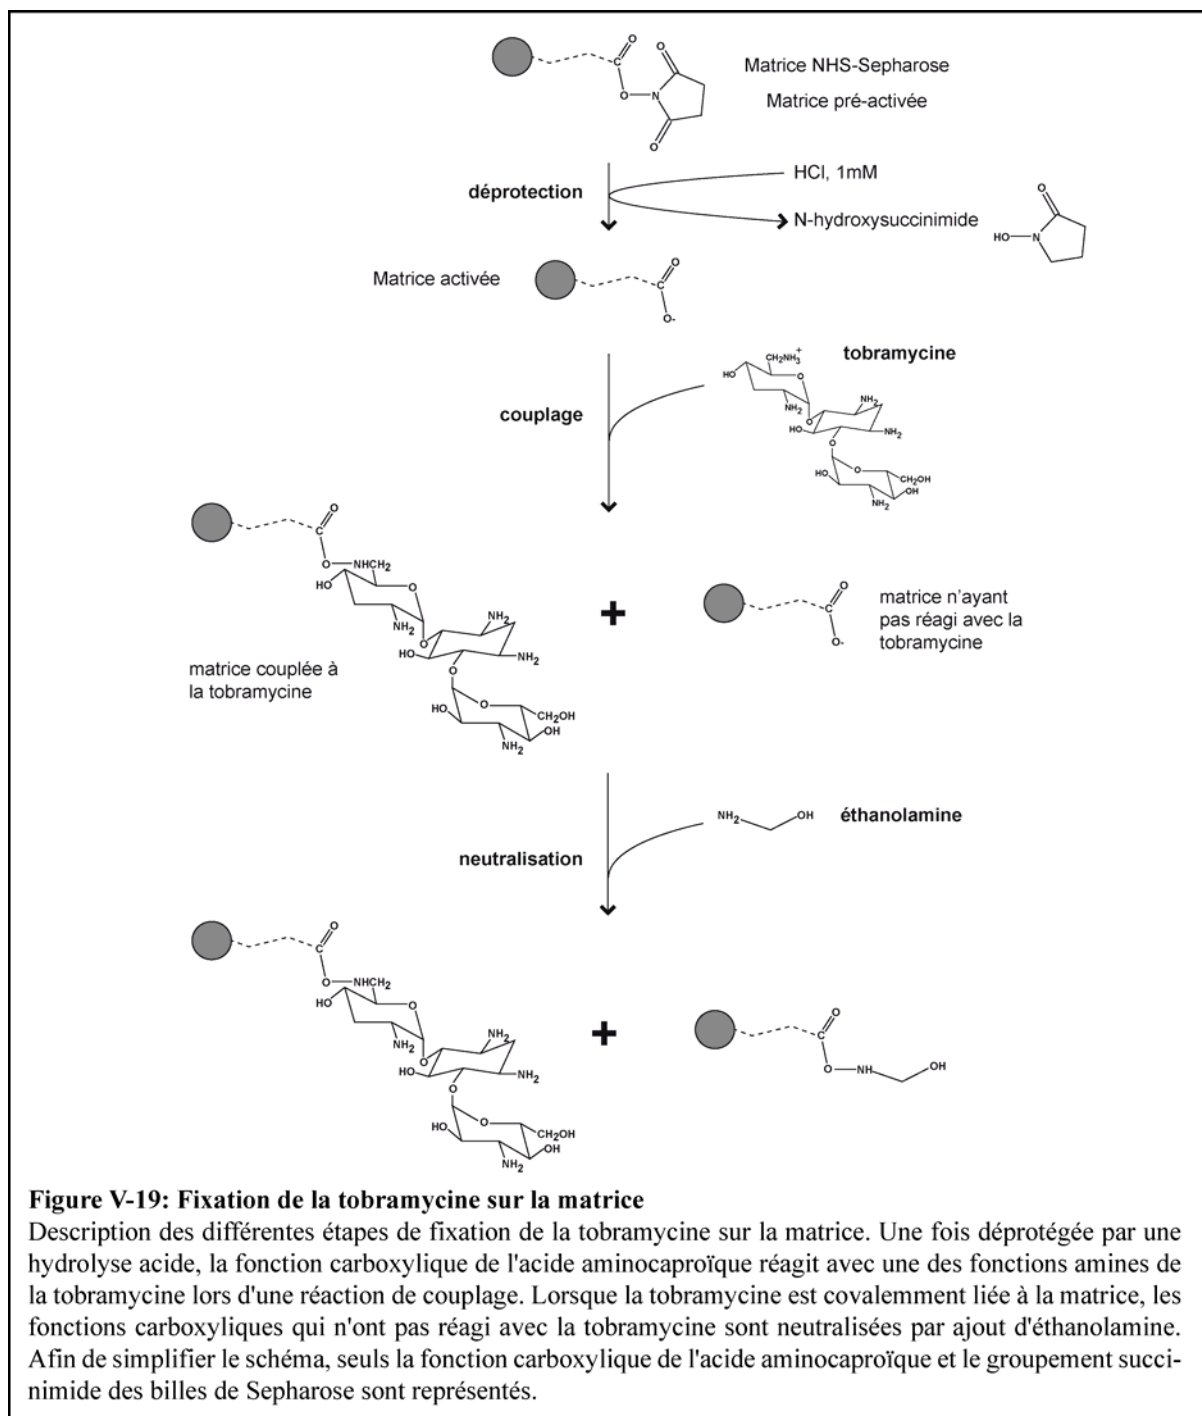 O
C
O
O
N
O
Matrice NHS-Sepharose
Matrice pré-activée
déprotection
HCl, 1mM
N-hydroxysuccinimide
O
HO
N
Matrice activée
O
C
O-
tobramycine
couplage
CH2NH3+
HO
O
NH2
O
NH2
HO
NH2
O
O
HO
CH2OH
OH
NH2
O
C
O
NHCH2
HO
O
NH2
O
NH2
HO
NH2
O
O
HO
CH2OH
OH
NH2
matrice couplée à
la tobramycine
+
O
C
O-
matrice n'ayant
pas réagi avec la
tobramycine
neutralisation
NH2
OH
éthanolamine
O
C
O
NHCH2
HO
O
NH2
O
NH2
HO
NH2
O
O
HO
CH2OH
OH
NH2
+
O
C
O
NH
OH
Figure V-19: Fixation de la tobramycine sur la matrice
Description des différentes étapes de fixation de la tobramycine sur la matrice. Une fois déprotégée par une
hydrolyse acide, la fonction carboxylique de l'acide aminocaproïque réagit avec une des fonctions amines de
la tobramycine lors d'une réaction de couplage. Lorsque la tobramycine est covalemment liée à la matrice, les
fonctions carboxyliques qui n'ont pas réagi avec la tobramycine sont neutralisées par ajout d'éthanolamine.
Afin de simplifier le schéma, seuls la fonction carboxylique de l'acide aminocaproïque et le groupement succi-
nimide des billes de Sepharose sont représentés.